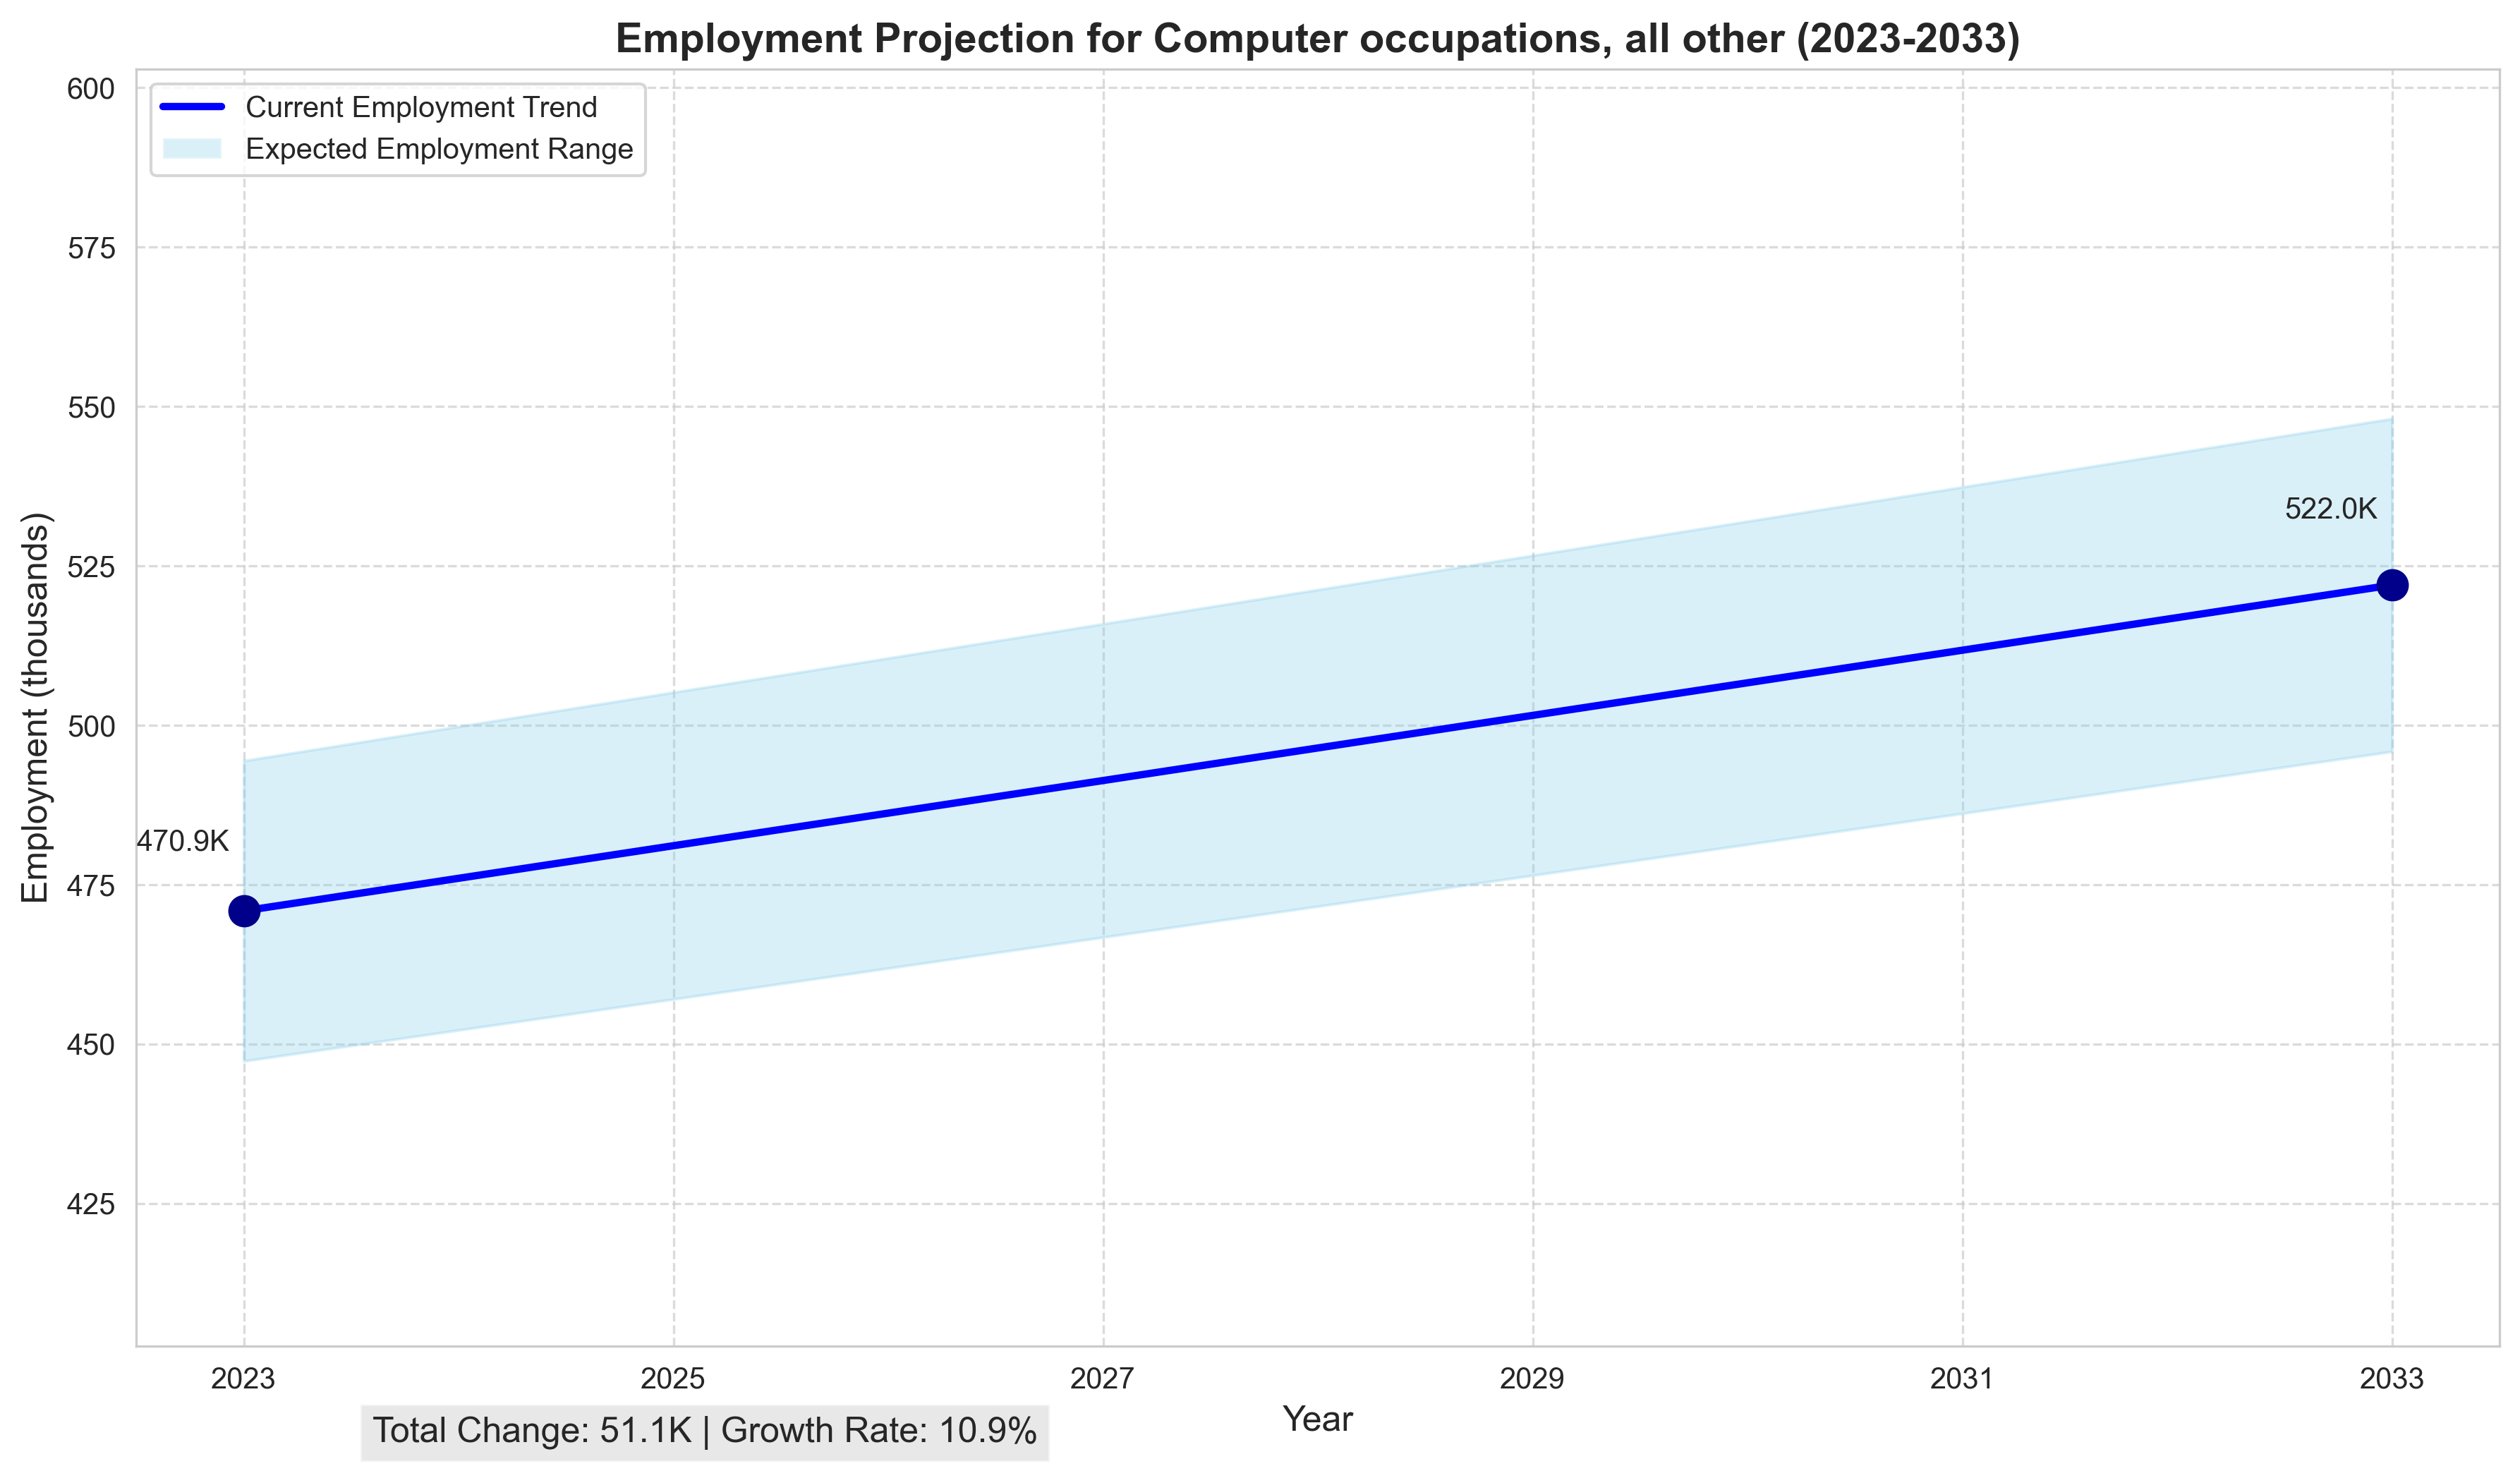 Employment Projection for Computer occupations, all other (2023-2033)
Current Employment Trend
Expected Employment Range
Employment (thousands)
600
575
550
525
500
475
450
425
470.9K
522.0K
2023
2025
2027
2029
2031
2033
Year
Total Change: 51.1K | Growth Rate: 10.9%